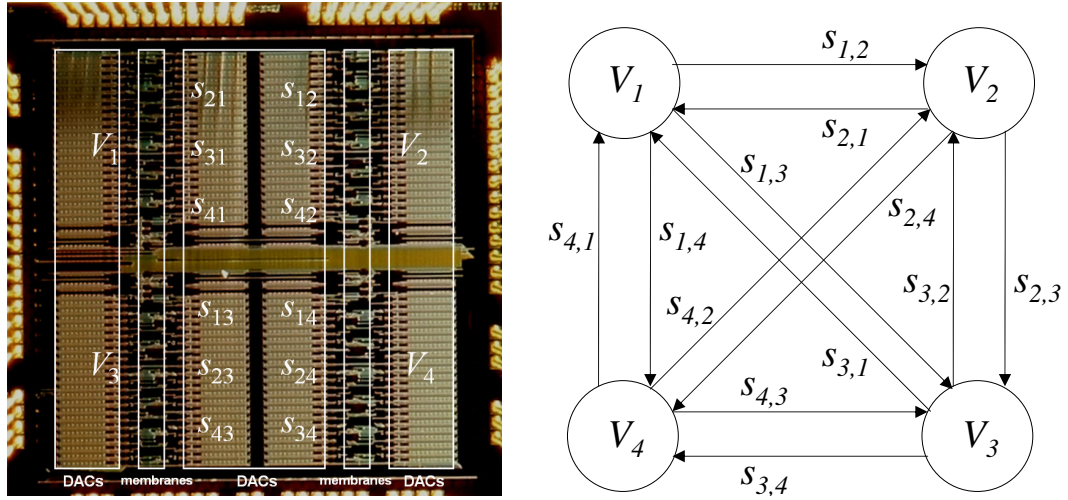 s21 s12
V1 s31 s32 V2
s41 s42
s13 s14
V3 s23 s24 V4
s43 s34
DACs membranes DACs membranes DACs
V1 s1,2 V2
s2,1
s1,3
s4,1 s1,4 s2,4
s3,2 s2,3
s4,2
s3,1
V4 s4,3 V3
s3,4